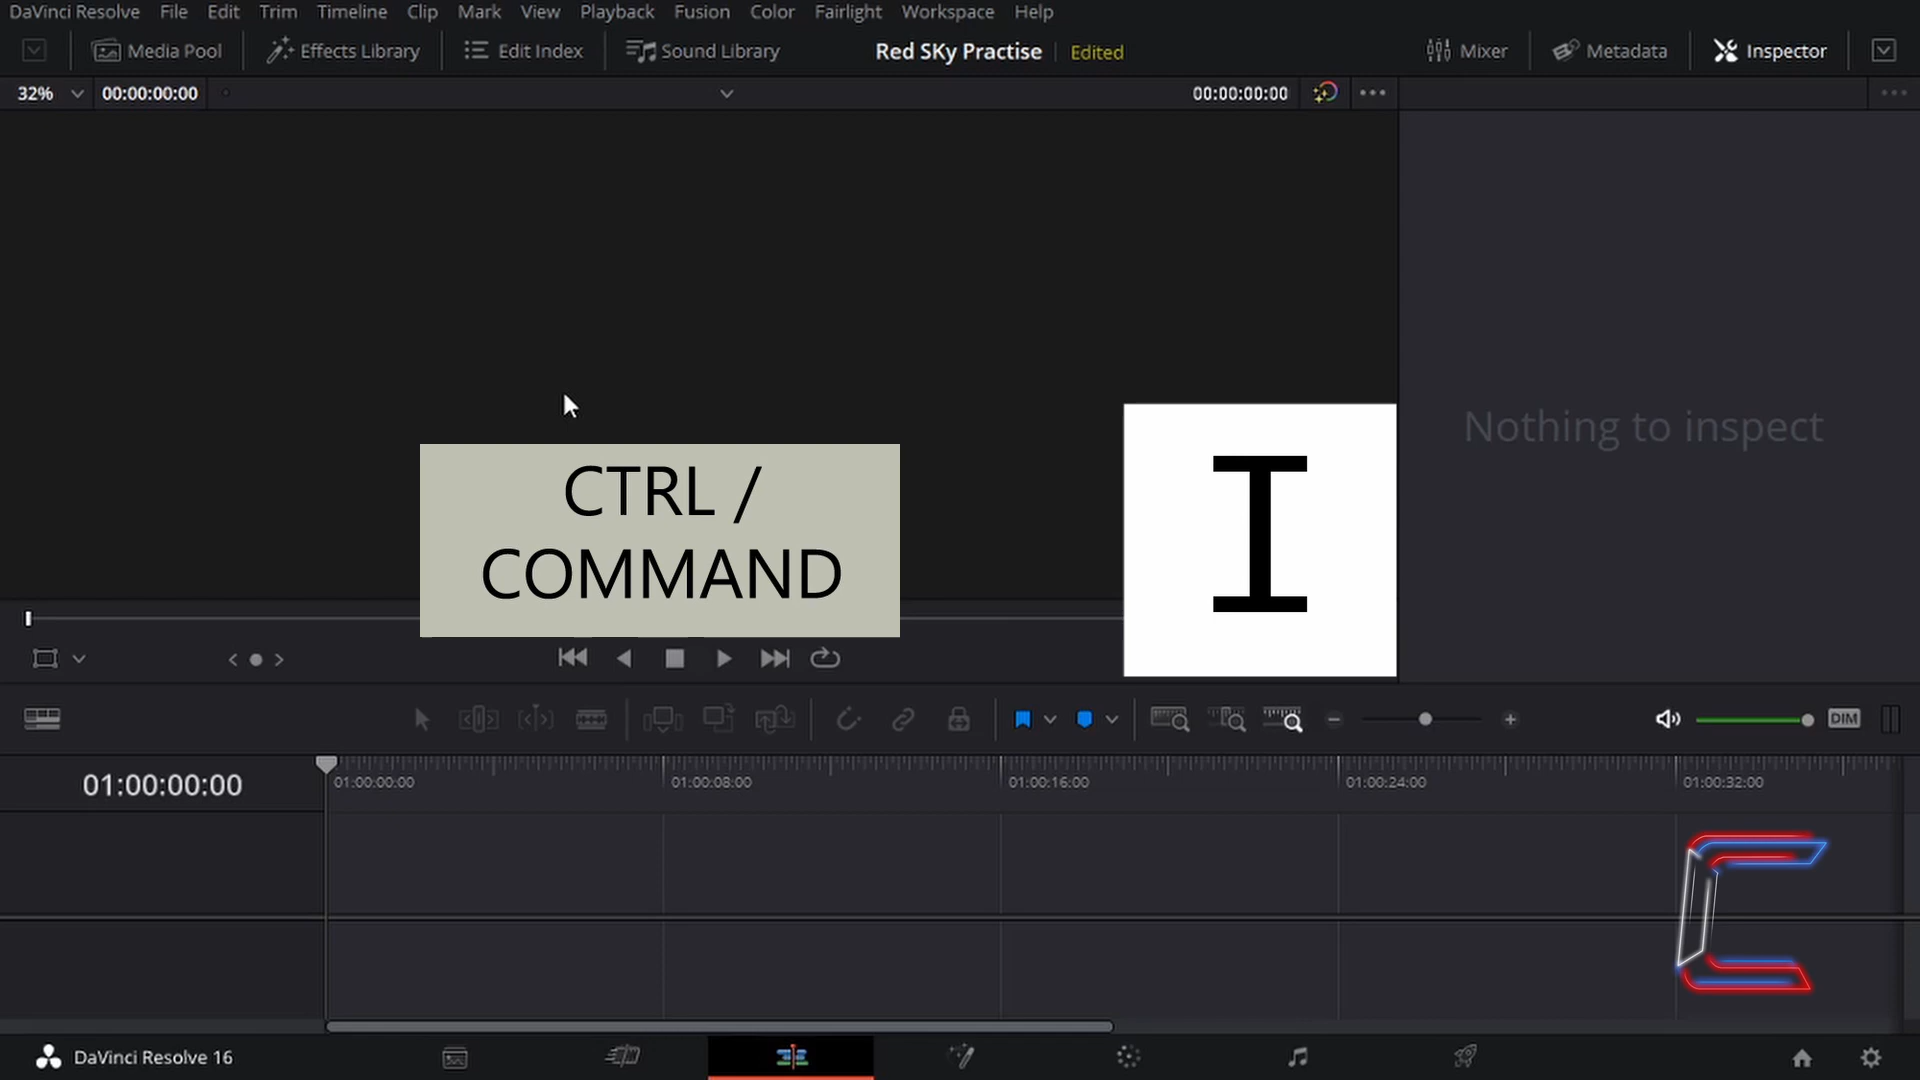 DaVinci Resolve File Edit Trim Timeline Clip Mark View Playback Fusion Color Fairlight Workspace Help
Media Pool Effects Library Edit Index Sound Library Red SKy Practise Edited Mixer Metadata Inspector
32% 00:00:00:00 00:00:00:00
Nothing to inspect
CTRL /
COMMAND
I
DIM
01:00:00:00 01:00:00:00 01:00:08:00 01:00:16:00 01:00:24:00 01:00:32:00
DaVinci Resolve 16